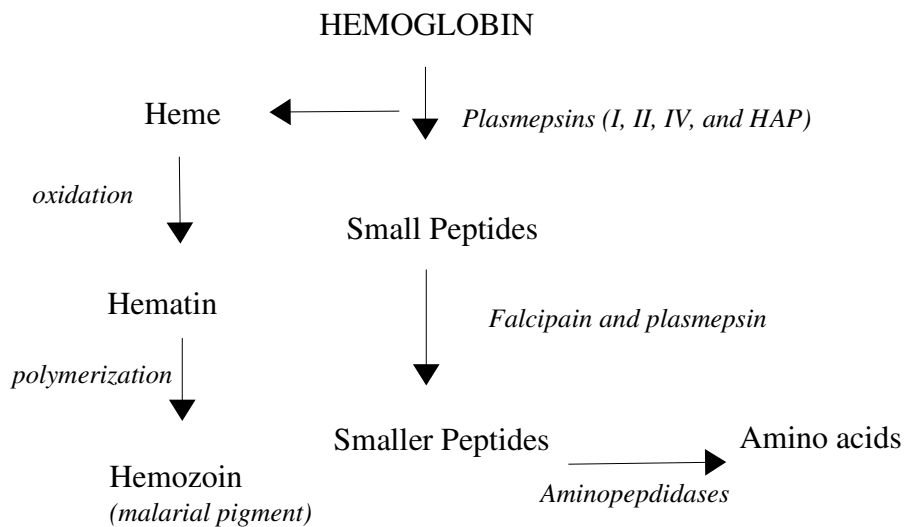 HEMOGLOBIN
Heme
Plasmepsins (I, II, IV, and HAP)
oxidation
Small Peptides
Hematin
Falcipain and plasmepsin
polymerization
Smaller Peptides
Amino acids
Hemozoin
Aminopepdidases
(malarial pigment)